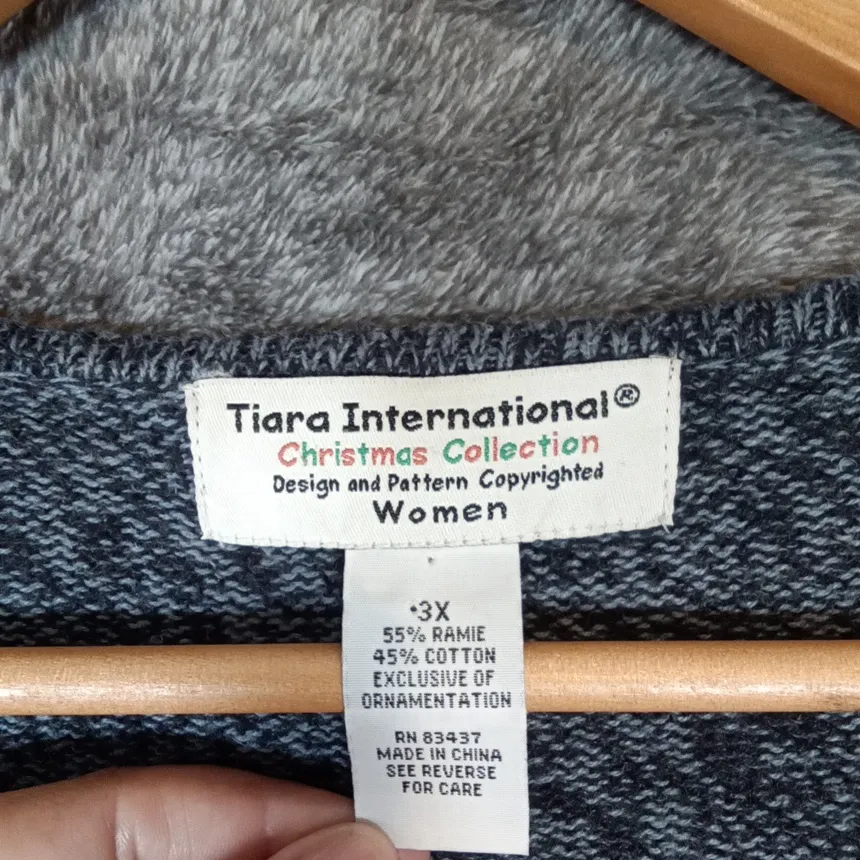 Tiara International®
Christmas Collection
Design and Pattern Copyrighted
Women
•3X
55% RAMIE
45% COTTON
EXCLUSIVE OF
ORNAMENTATION
RN 83437
MADE IN CHINA
SEE REVERSE
FOR CARE